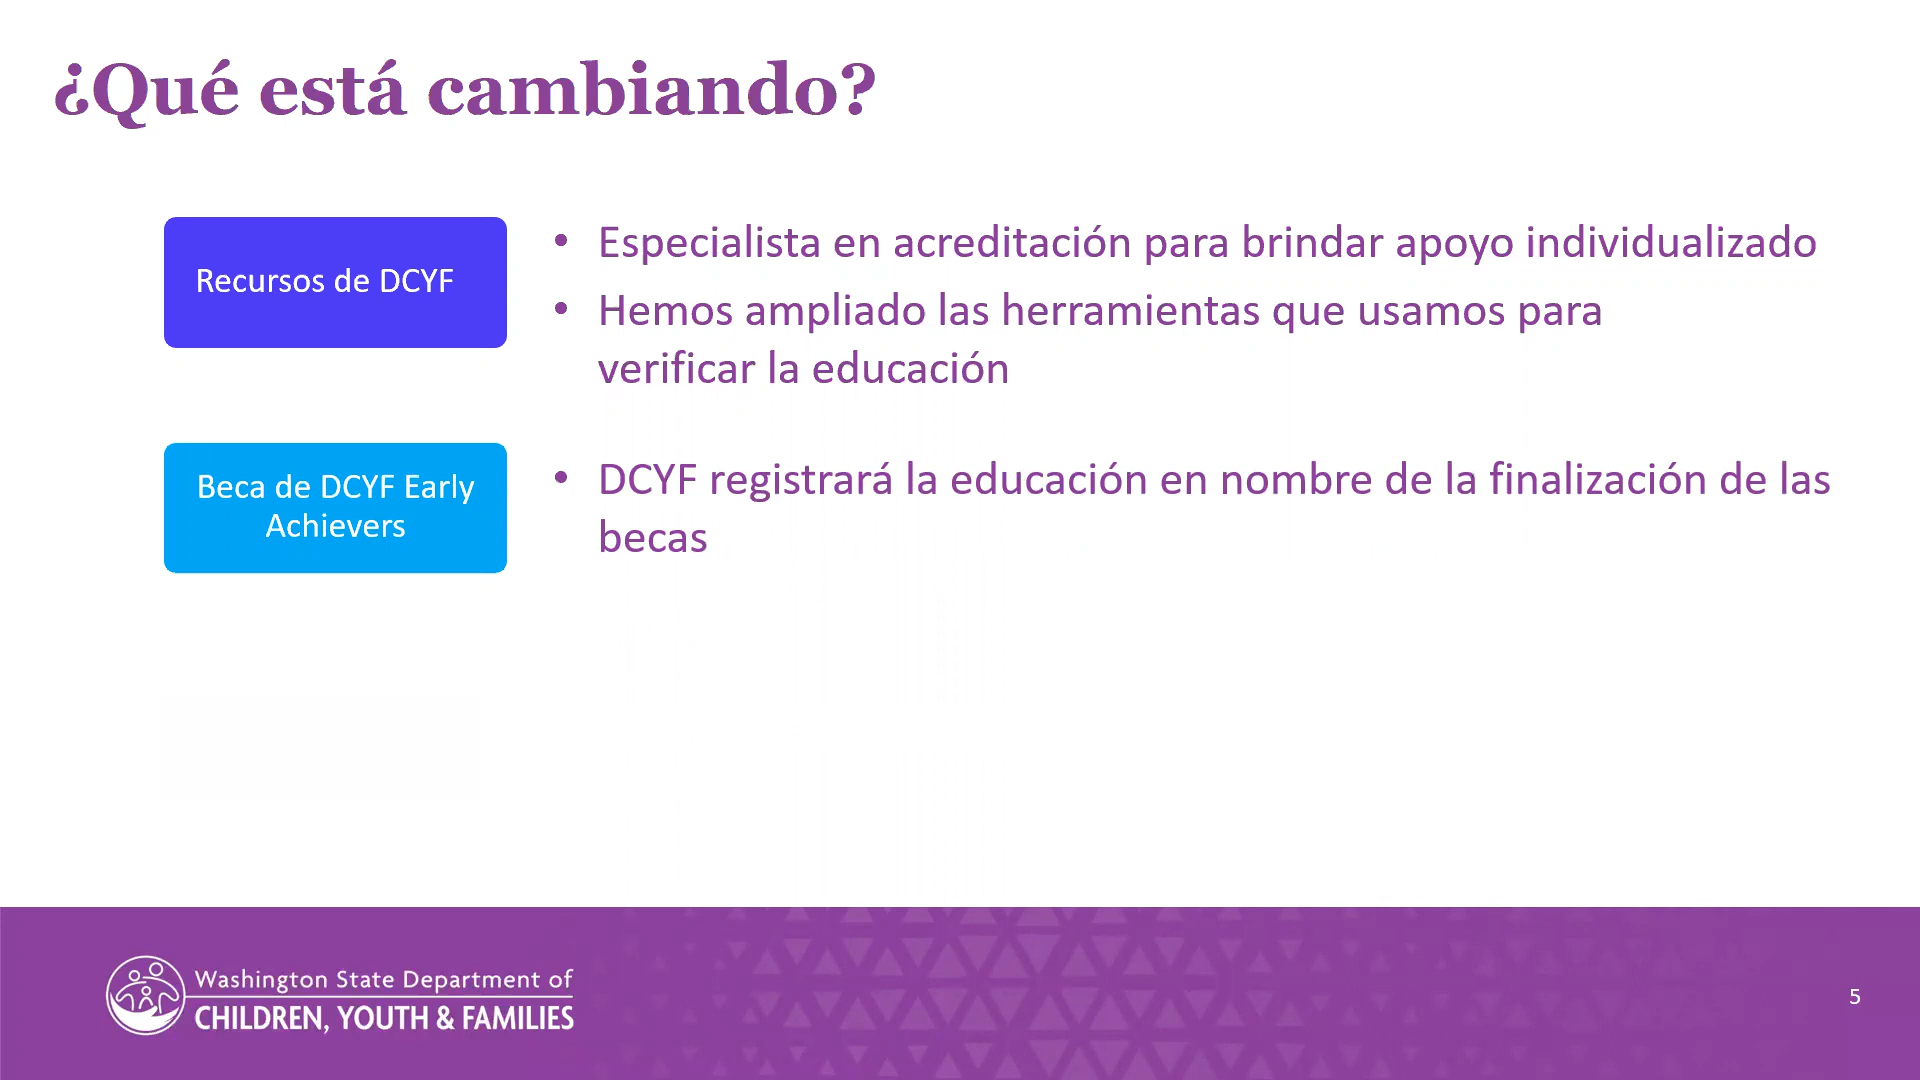 ¿Qué está cambiando?
Recursos de DCYF
• Especialista en acreditación para brindar apoyo individualizado
• Hemos ampliado las herramientas que usamos para
verificar la educación
Beca de DCYF Early
Achievers
• DCYF registrará la educación en nombre de la finalización de las
becas
Washington State Department of
CHILDREN, YOUTH & FAMILIES
5